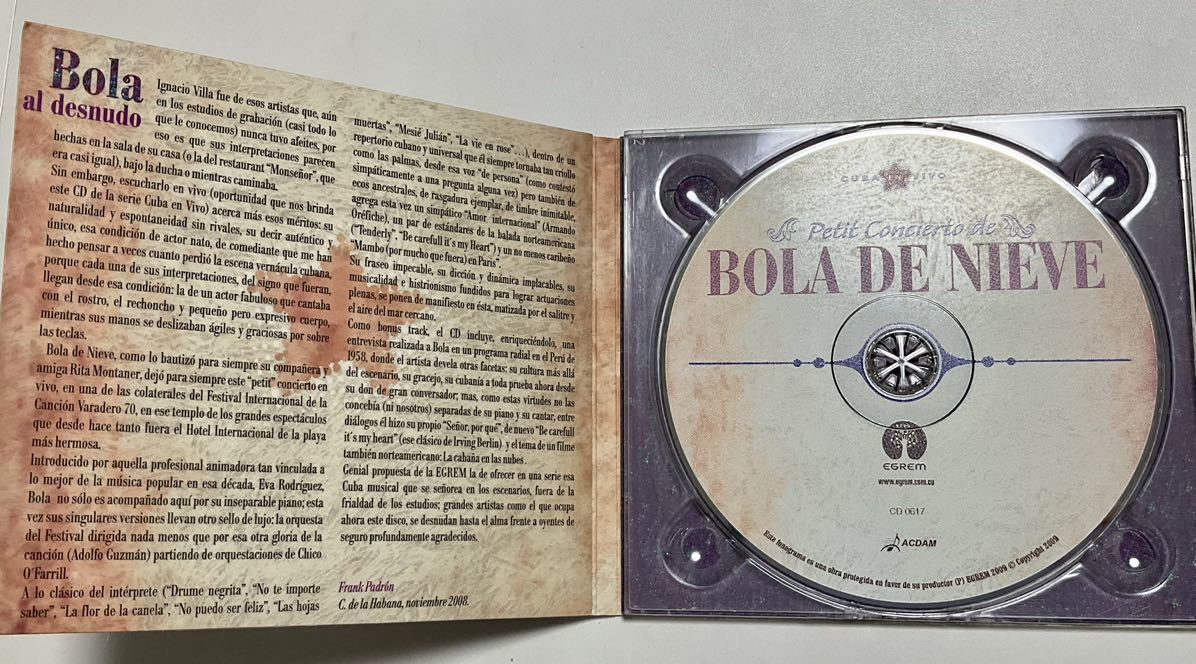 Bola
al desnudo
Ignacio Villa fue de esos artistas que, aún
en los estudios de grabación (casi todo lo
que le conocemos) nunca tuvo afeites, por
eso es que sus interpretaciones parecen
hechas en la sala de su casa (o la del restaurant “Monseñor”, que
era casi igual), bajo la ducha o mientras caminaba.
Sin embargo, escucharlo en vivo (oportunidad que nos brinda
este CD de la serie Cuba en Vivo) acerca más esos méritos: su
naturalidad y espontaneidad sin rivales, su decir auténtico y
único, esa condición de actor nato, de comediante que me han
hecho pensar a veces cuanto perdió la escena vernácula cubana,
porque cada una de sus interpretaciones, del signo que fueran,
llegan desde esa condición: la de un actor fabuloso que cantaba
con el rostro, el rechoncho y pequeño pero expresivo cuerpo,
mientras sus manos se deslizaban ágiles y graciosas por sobre
las teclas.
Bola de Nieve, como lo bautizó para siempre su compañera y
amiga Rita Montaner, dejó para siempre este “petit” concierto en
vivo, en una de las colaterales del Festival Internacional de la
Canción Varadero 70, en ese templo de los grandes espectáculos
que desde hace tanto fuera el Hotel Internacional de la playa
más hermosa.
Introducido por aquella profesional animadora tan vinculada a
lo mejor de la música popular en esa década, Eva Rodríguez,
Bola no sólo es acompañado aquí por su inseparable piano; esta
vez sus singulares versiones llevan otro sello de lujo: la orquesta
del Festival dirigida nada menos que por esa otra gloria de la
canción (Adolfo Guzmán) partiendo de orquestaciones de Chico
O´Farrill.
A lo clásico del intérprete (“Drume negrita”, “No te importe
saber”, “La flor de la canela”, “No puedo ser feliz”, “Las hojas
muertas”, “Mesié Julián”, “La vie en rose”…), dentro de un
repertorio cubano y universal que él siempre tornaba tan criollo
como las palmas, desde esa voz “de persona” (como contestó
simpáticamente a una pregunta alguna vez) pero también de
ecos ancestrales, de rasgadura ejemplar, de timbre inimitable,
agrega esta vez un simpático “Amor internacional” (Armando
Oréfiche), un par de estándares de la balada norteamericana
(“Tenderly”, “Be carefull it´s my Heart”) y un no menos caribeño
“Mambo (por mucho que fuera) en Paris”.
Su fraseo impecable, su dicción y dinámica implacables, su
musicalidad e histrionismo fundidos para lograr actuaciones
plenas, se ponen de manifiesto en ésta, matizada por el salitre y
el aire del mar cercano.
Como bonus track, el CD incluye, enriqueciéndolo, una
entrevista realizada a Bola en un programa radial en el Perú de
1958, donde el artista devela otras facetas: su cultura más allá
del escenario, su gracejo, su cubanía a toda prueba ahora desde
su don de gran conversador; mas, como estas virtudes no las
concebía (ni nosotros) separadas de su piano y su cantar, entre
diálogos él hizo su propio “Señor, por qué”, de nuevo “Be carefull
it´s my heart” (ese clásico de Irving Berlin) y el tema de un filme
también norteamericano: La cabaña en las nubes .
Genial propuesta de la EGREM la de ofrecer en una serie esa
Cuba musical que se señorea en los escenarios, fuera de la
frialdad de los estudios; grandes artistas como el que ocupa
ahora este disco, se desnudan hasta el alma frente a oyentes de
seguro profundamente agradecidos.
Frank Padrón
C. de la Habana, noviembre 2008.
CUBA EN VIVO
Petit Concierto de
BOLA DE NIEVE
EGREM
www.egrem.com.cu
CD 0617
ACDAM
Este fonograma es una obra protegida en favor de su productor (P) EGREM 2009 © Copyright 2009